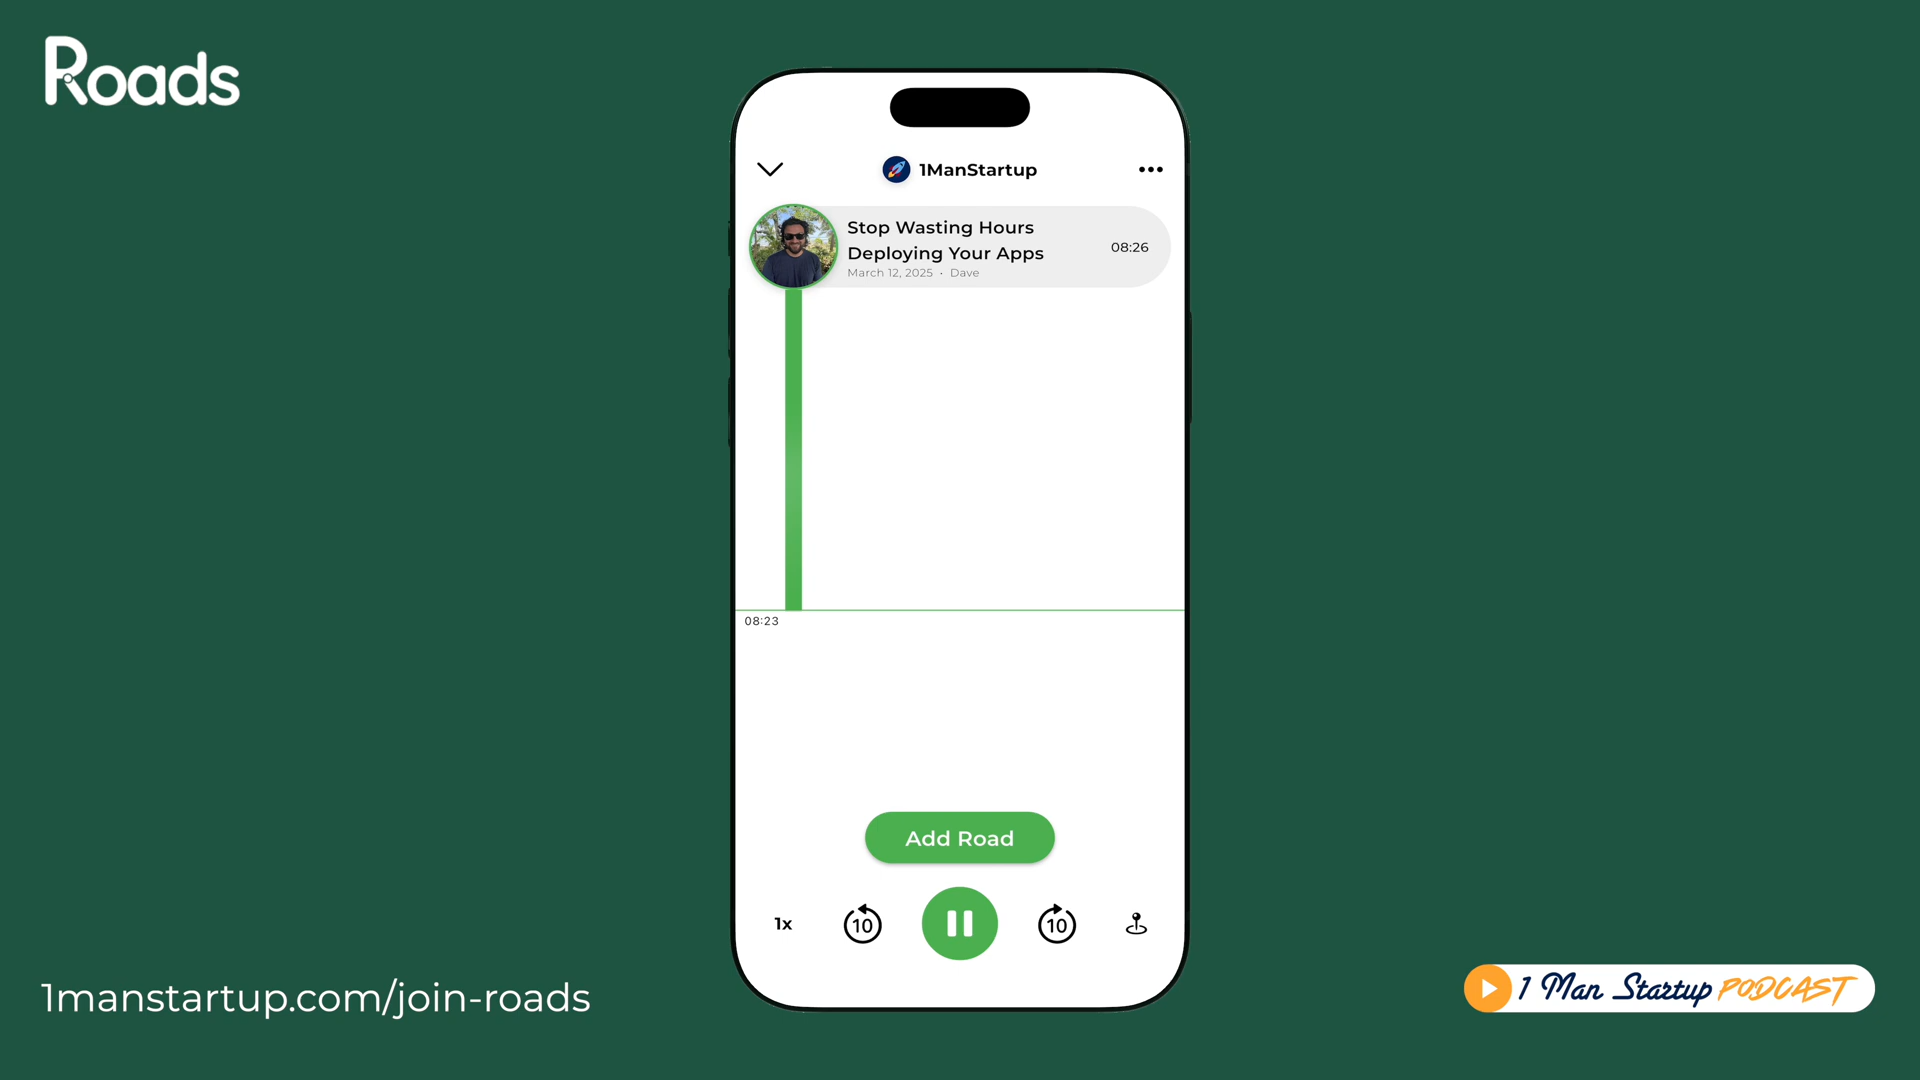 Roads
1ManStartup
Stop Wasting Hours
Deploying Your Apps
08:26
March 12, 2025 • Dave
08:23
Add Road
1x
10
10
1manstartup.com/join-roads
1 Man Startup PODCAST